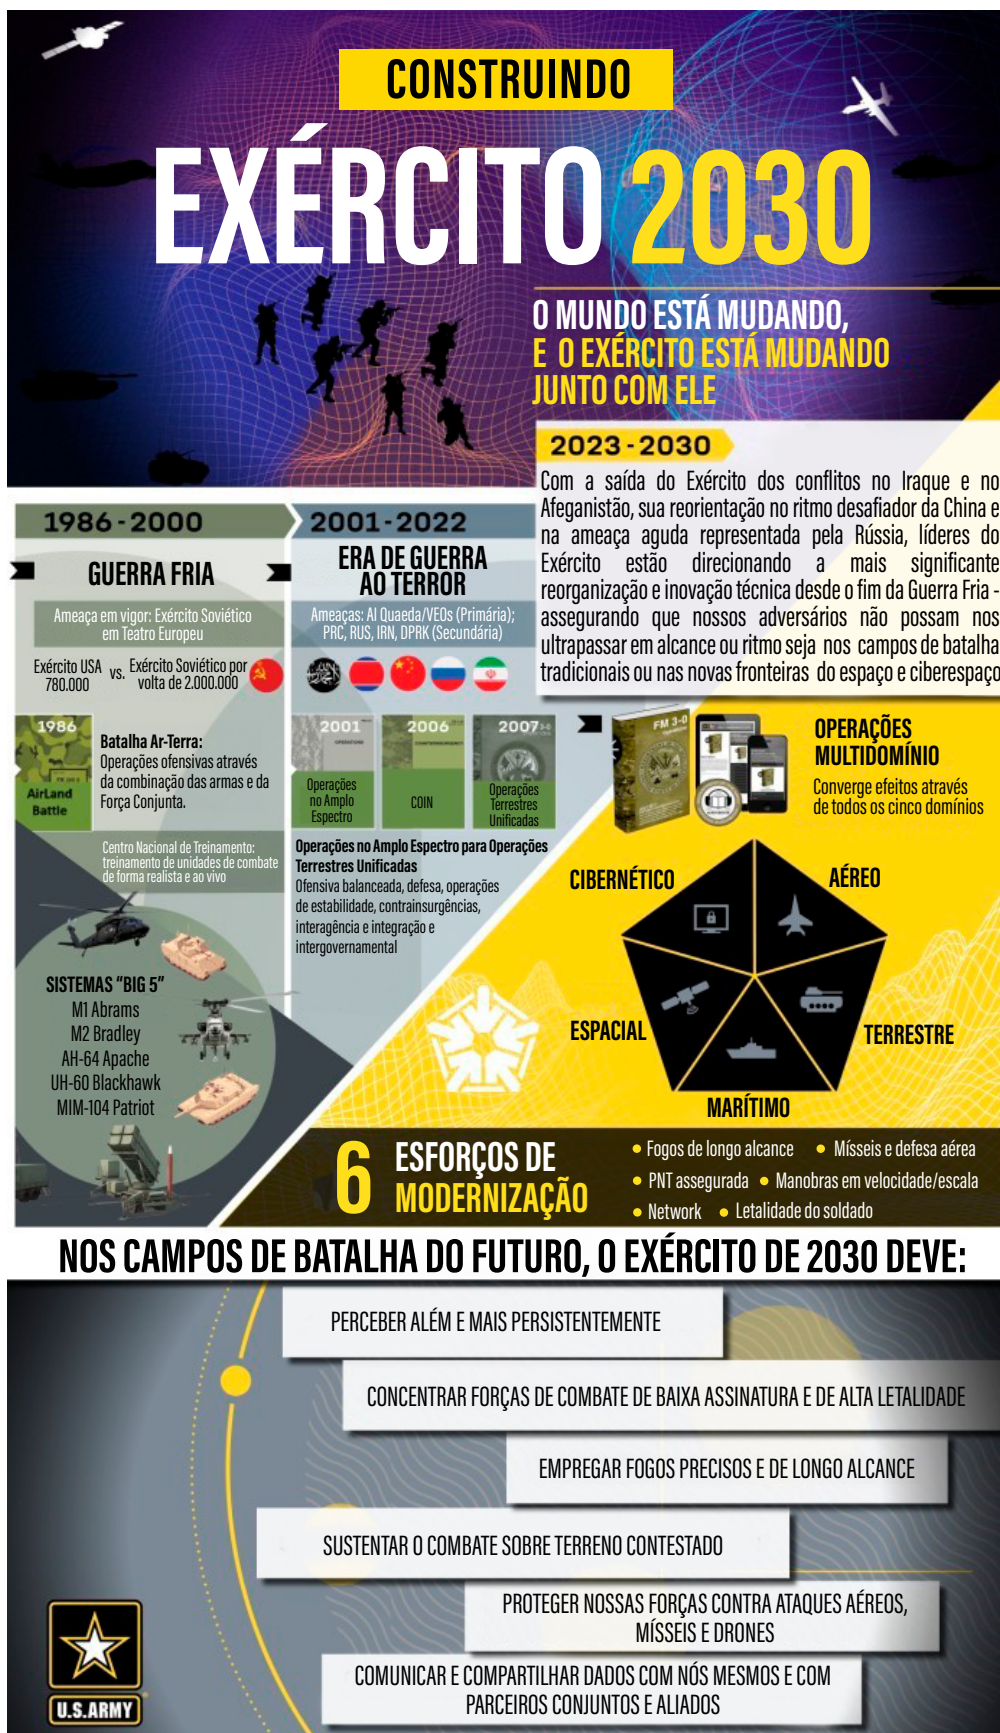 CONSTRUINDO
EXÉRCITO 2030
O MUNDO ESTÁ MUDANDO,
E O EXÉRCITO ESTÁ MUDANDO
JUNTO COM ELE
2023 - 2030
Com a saída do Exército dos conflitos no Iraque e no
Afeganistão, sua reorientação no ritmo desafiador da China e
na ameaça aguda representada pela Rússia, líderes do
Exército estão direcionando a mais significante
reorganização e inovação técnica desde o fim da Guerra Fria -
assegurando que nossos adversários não possam nos
ultrapassar em alcance ou ritmo seja nos campos de batalha
tradicionais ou nas novas fronteiras do espaço e ciberespaço
1986 - 2000
GUERRA FRIA
Ameaça em vigor: Exército Soviético
em Teatro Europeu
Exército USA
780.000
vs.
Exército Soviético por
volta de 2.000.000
1986
AirLand
Battle
Batalha Ar-Terra:
Operações ofensivas através
da combinação das armas e da
Força Conjunta.
Centro Nacional de Treinamento:
treinamento de unidades de combate
de forma realista e ao vivo
SISTEMAS “BIG 5”
M1 Abrams
M2 Bradley
AH-64 Apache
UH-60 Blackhawk
MIM-104 Patriot
2001 - 2022
ERA DE GUERRA
AO TERROR
Ameaças: Al Quaeda/VEOs (Primária);
PRC, RUS, IRN, DPRK (Secundária)
2001
OPERATIONS
Operações
no Amplo
Espectro
2006
COUNTERINSURGENCY
COIN
2007
Operações
Terrestres
Unificadas
Operações no Amplo Espectro para Operações
Terrestres Unificadas
Ofensiva balanceada, defesa, operações
de estabilidade, contrainsurgências,
interagência e integração e
intergovernamental
FM 3-0
OPERAÇÕES
MULTIDOMÍNIO
Converge efeitos através
de todos os cinco domínios
CIBERNÉTICO
AÉREO
ESPACIAL
TERRESTRE
MARÍTIMO
6 ESFORÇOS DE
MODERNIZAÇÃO
• Fogos de longo alcance • Mísseis e defesa aérea
• PNT assegurada • Manobras em velocidade/escala
• Network • Letalidade do soldado
NOS CAMPOS DE BATALHA DO FUTURO, O EXÉRCITO DE 2030 DEVE:
PERCEBER ALÉM E MAIS PERSISTENTEMENTE
CONCENTRAR FORÇAS DE COMBATE DE BAIXA ASSINATURA E DE ALTA LETALIDADE
EMPREGAR FOGOS PRECISOS E DE LONGO ALCANCE
SUSTENTAR O COMBATE SOBRE TERRENO CONTESTADO
PROTEGER NOSSAS FORÇAS CONTRA ATAQUES AÉREOS,
MÍSSEIS E DRONES
COMUNICAR E COMPARTILHAR DADOS COM NÓS MESMOS E COM
PARCEIROS CONJUNTOS E ALIADOS
U.S.ARMY